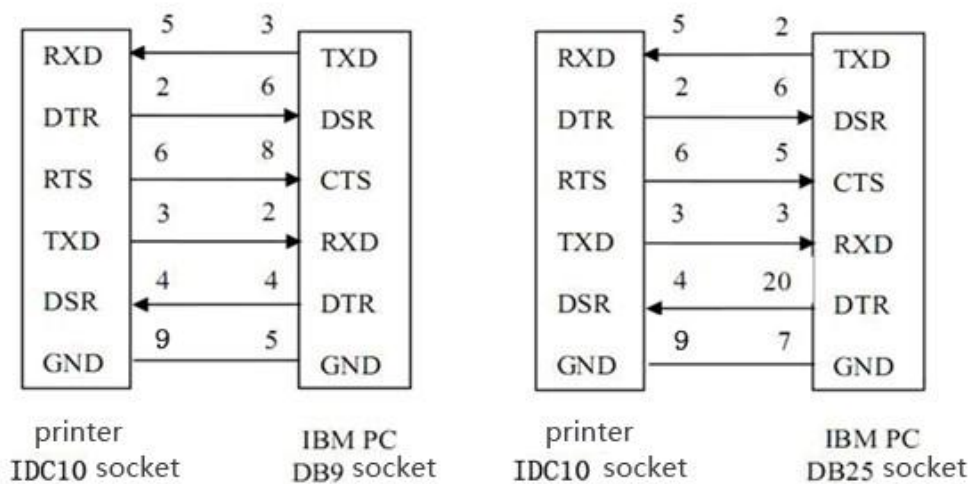 5 3
RXD TXD
2 6
DTR DSR
6 8
RTS CTS
3 2
TXD RXD
4 4
DSR DTR
9 5
GND GND
printer
IDC10 socket
IBM PC
DB9 socket
5 2
RXD TXD
2 6
DTR DSR
6 5
RTS CTS
3 3
TXD RXD
4 20
DSR DTR
9 7
GND GND
printer
IDC10 socket
IBM PC
DB25 socket